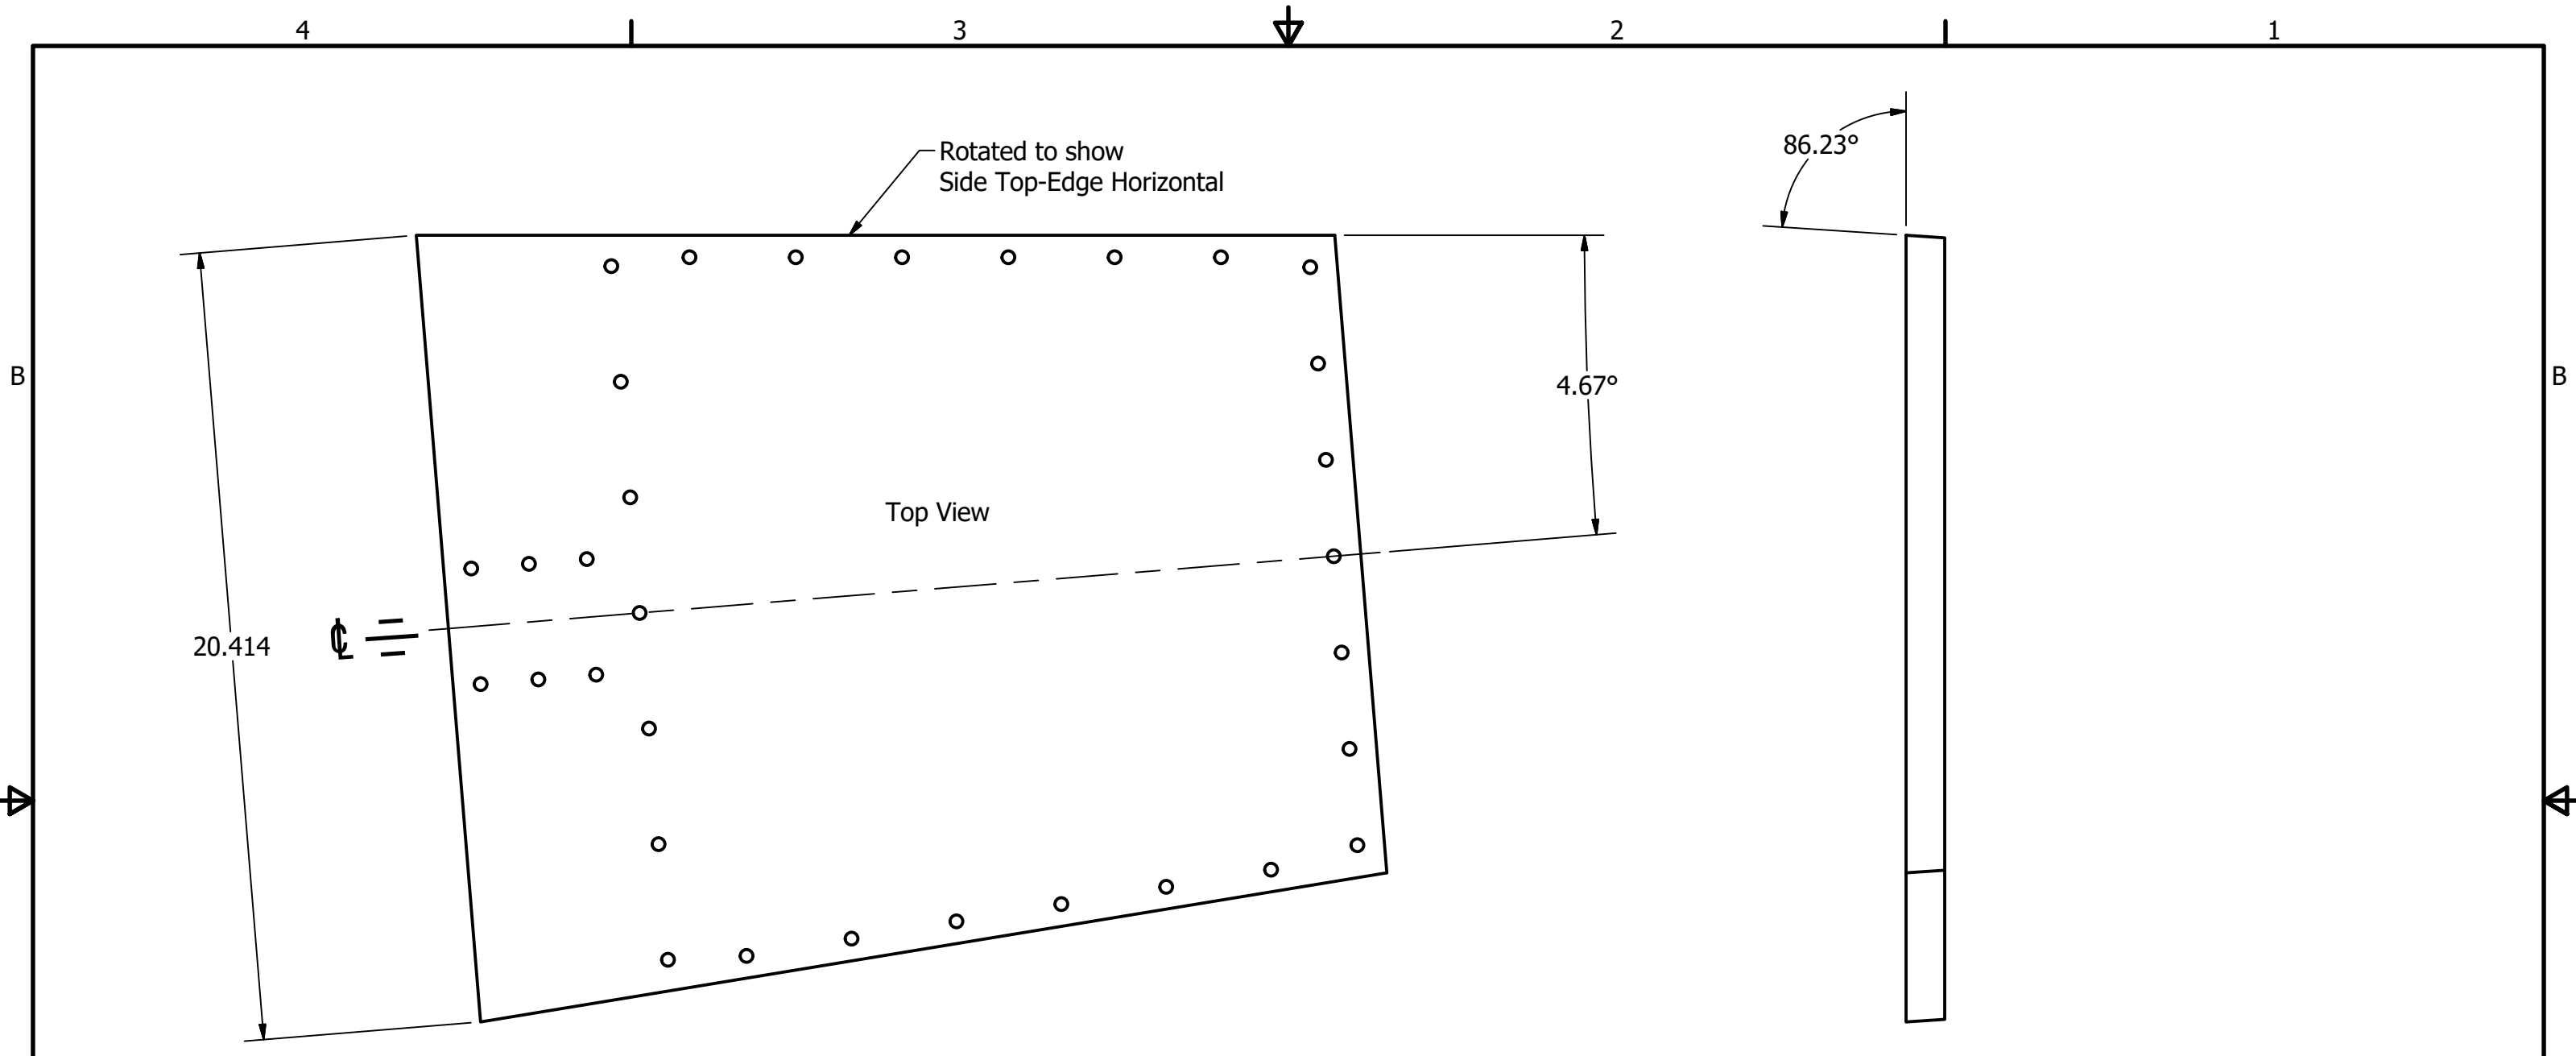 4 3 2 1
Rotated to show
Side Top-Edge Horizontal
86.23°
B B
4.67°
Top View
20.414 ℄